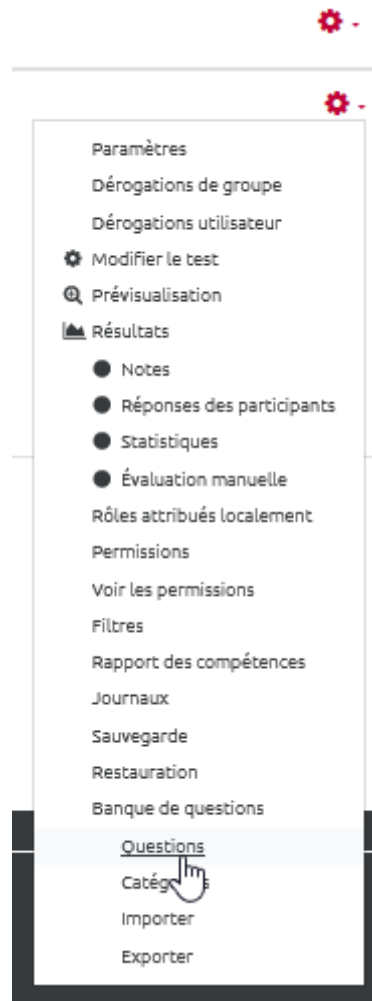 Paramètres
Dérogations de groupe
Dérogations utilisateur
Modifier le test
Prévisualisation
Résultats
Notes
Réponses des participants
Statistiques
Évaluation manuelle
Rôles attribués localement
Permissions
Voir les permissions
Filtres
Rapport des compétences
Journaux
Sauvegarde
Restauration
Banque de questions
Questions
Importer
Exporter